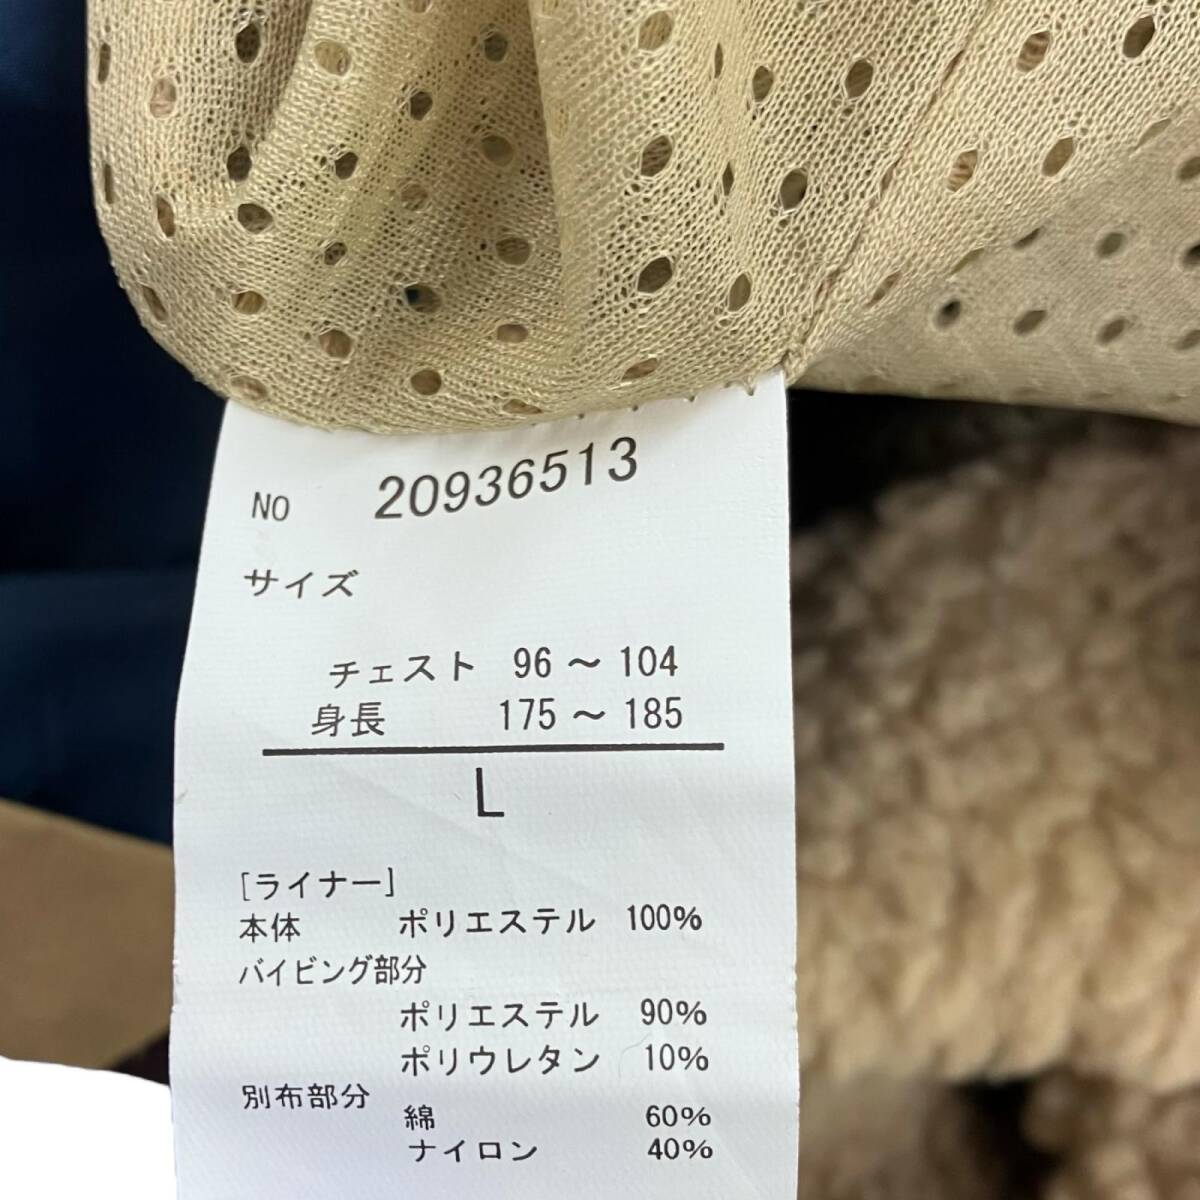 NO 20936513
サイズ
チェスト 96 ～ 104
身長 175 ～ 185
L
[ライナー]
本体 ポリエステル 100%
バイピング部分
ポリエステル 90%
ポリウレタン 10%
別布部分
綿 60%
ナイロン 40%